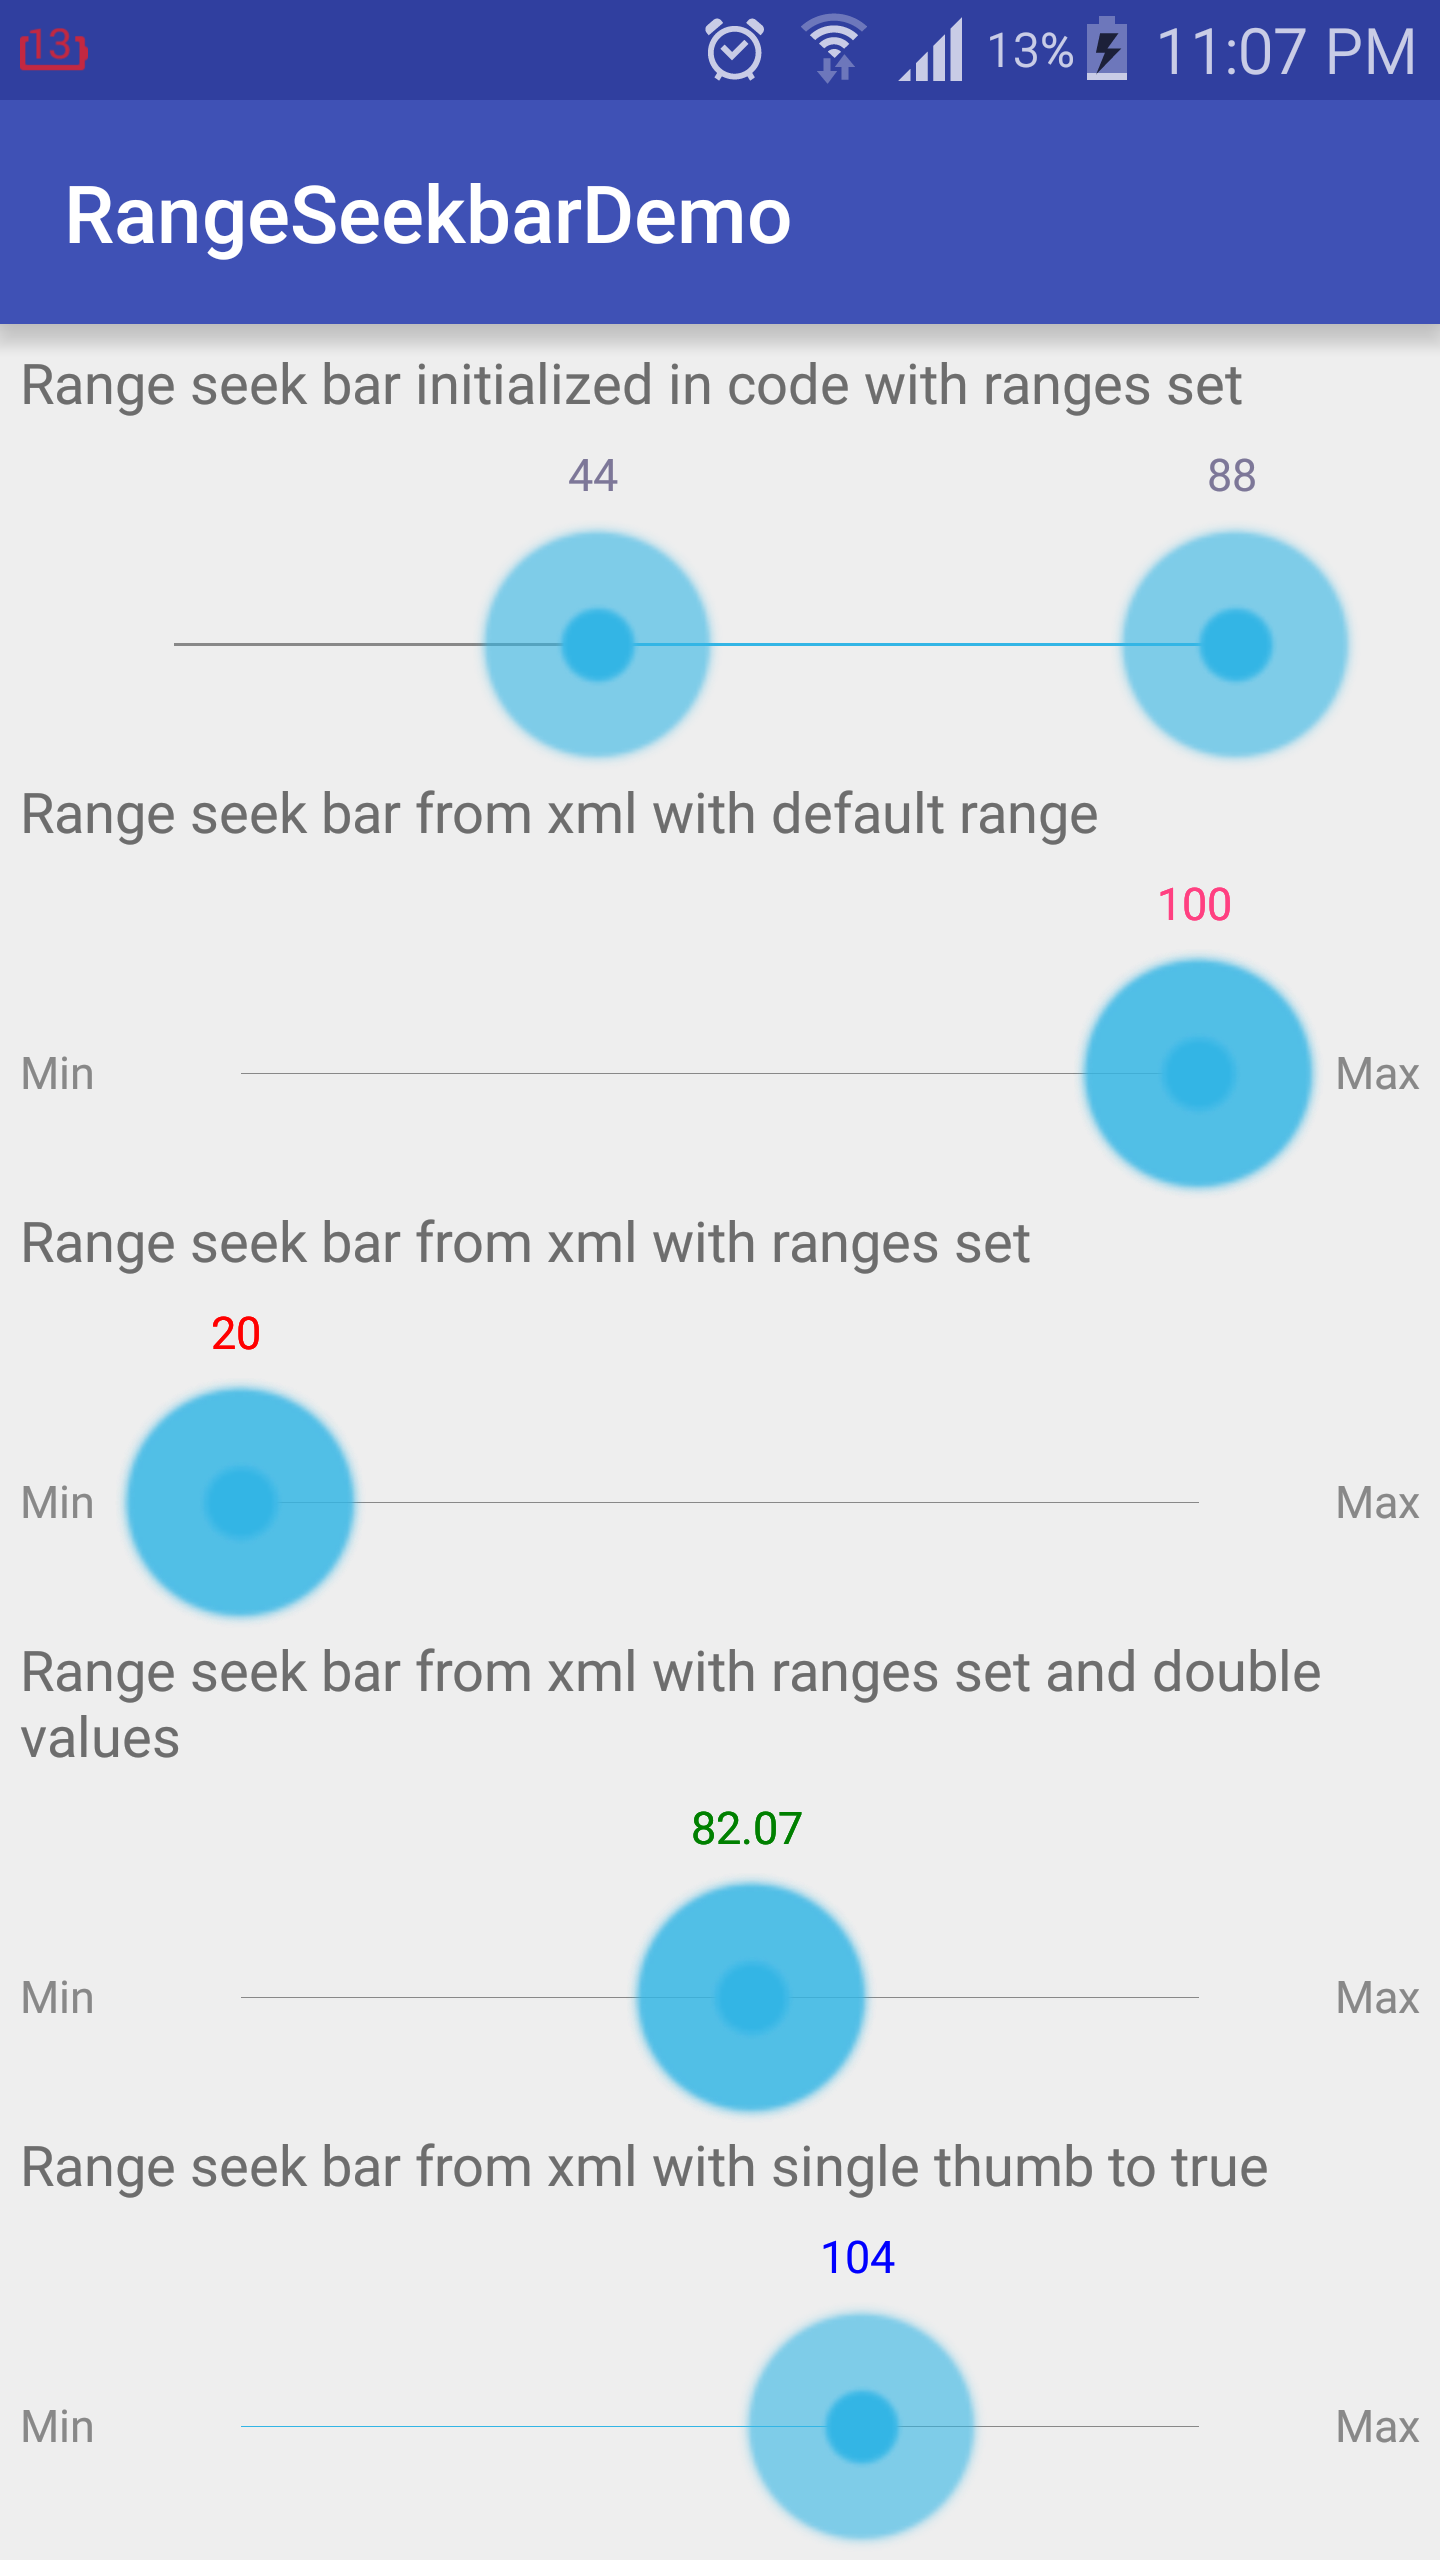 13 13% 11:07 PM
RangeSeekbarDemo
Range seek bar initialized in code with ranges set
44 88
Range seek bar from xml with default range
100
Min Max
Range seek bar from xml with ranges set
20
Min Max
Range seek bar from xml with ranges set and double
values
82.07
Min Max
Range seek bar from xml with single thumb to true
104
Min Max